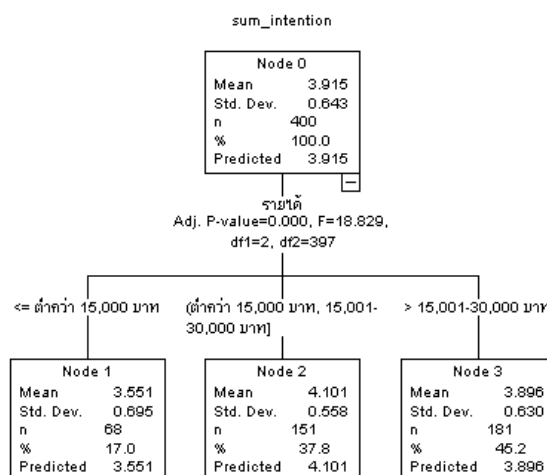 sum_intention
Node 0
Mean 3.915
Std. Dev. 0.643
n 400
% 100.0
Predicted 3.915
รายได้
Adj. P-value=0.000, F=18.829,
df1=2, df2=397
<= ต่ำกว่า 15,000 บาท
(ต่ำกว่า 15,000 บาท, 15,001-
30,000 บาท]
> 15,001-30,000 บาท
Node 1
Mean 3.551
Std. Dev. 0.695
n 68
% 17.0
Predicted 3.551
Node 2
Mean 4.101
Std. Dev. 0.558
n 151
% 37.8
Predicted 4.101
Node 3
Mean 3.896
Std. Dev. 0.630
n 181
% 45.2
Predicted 3.896